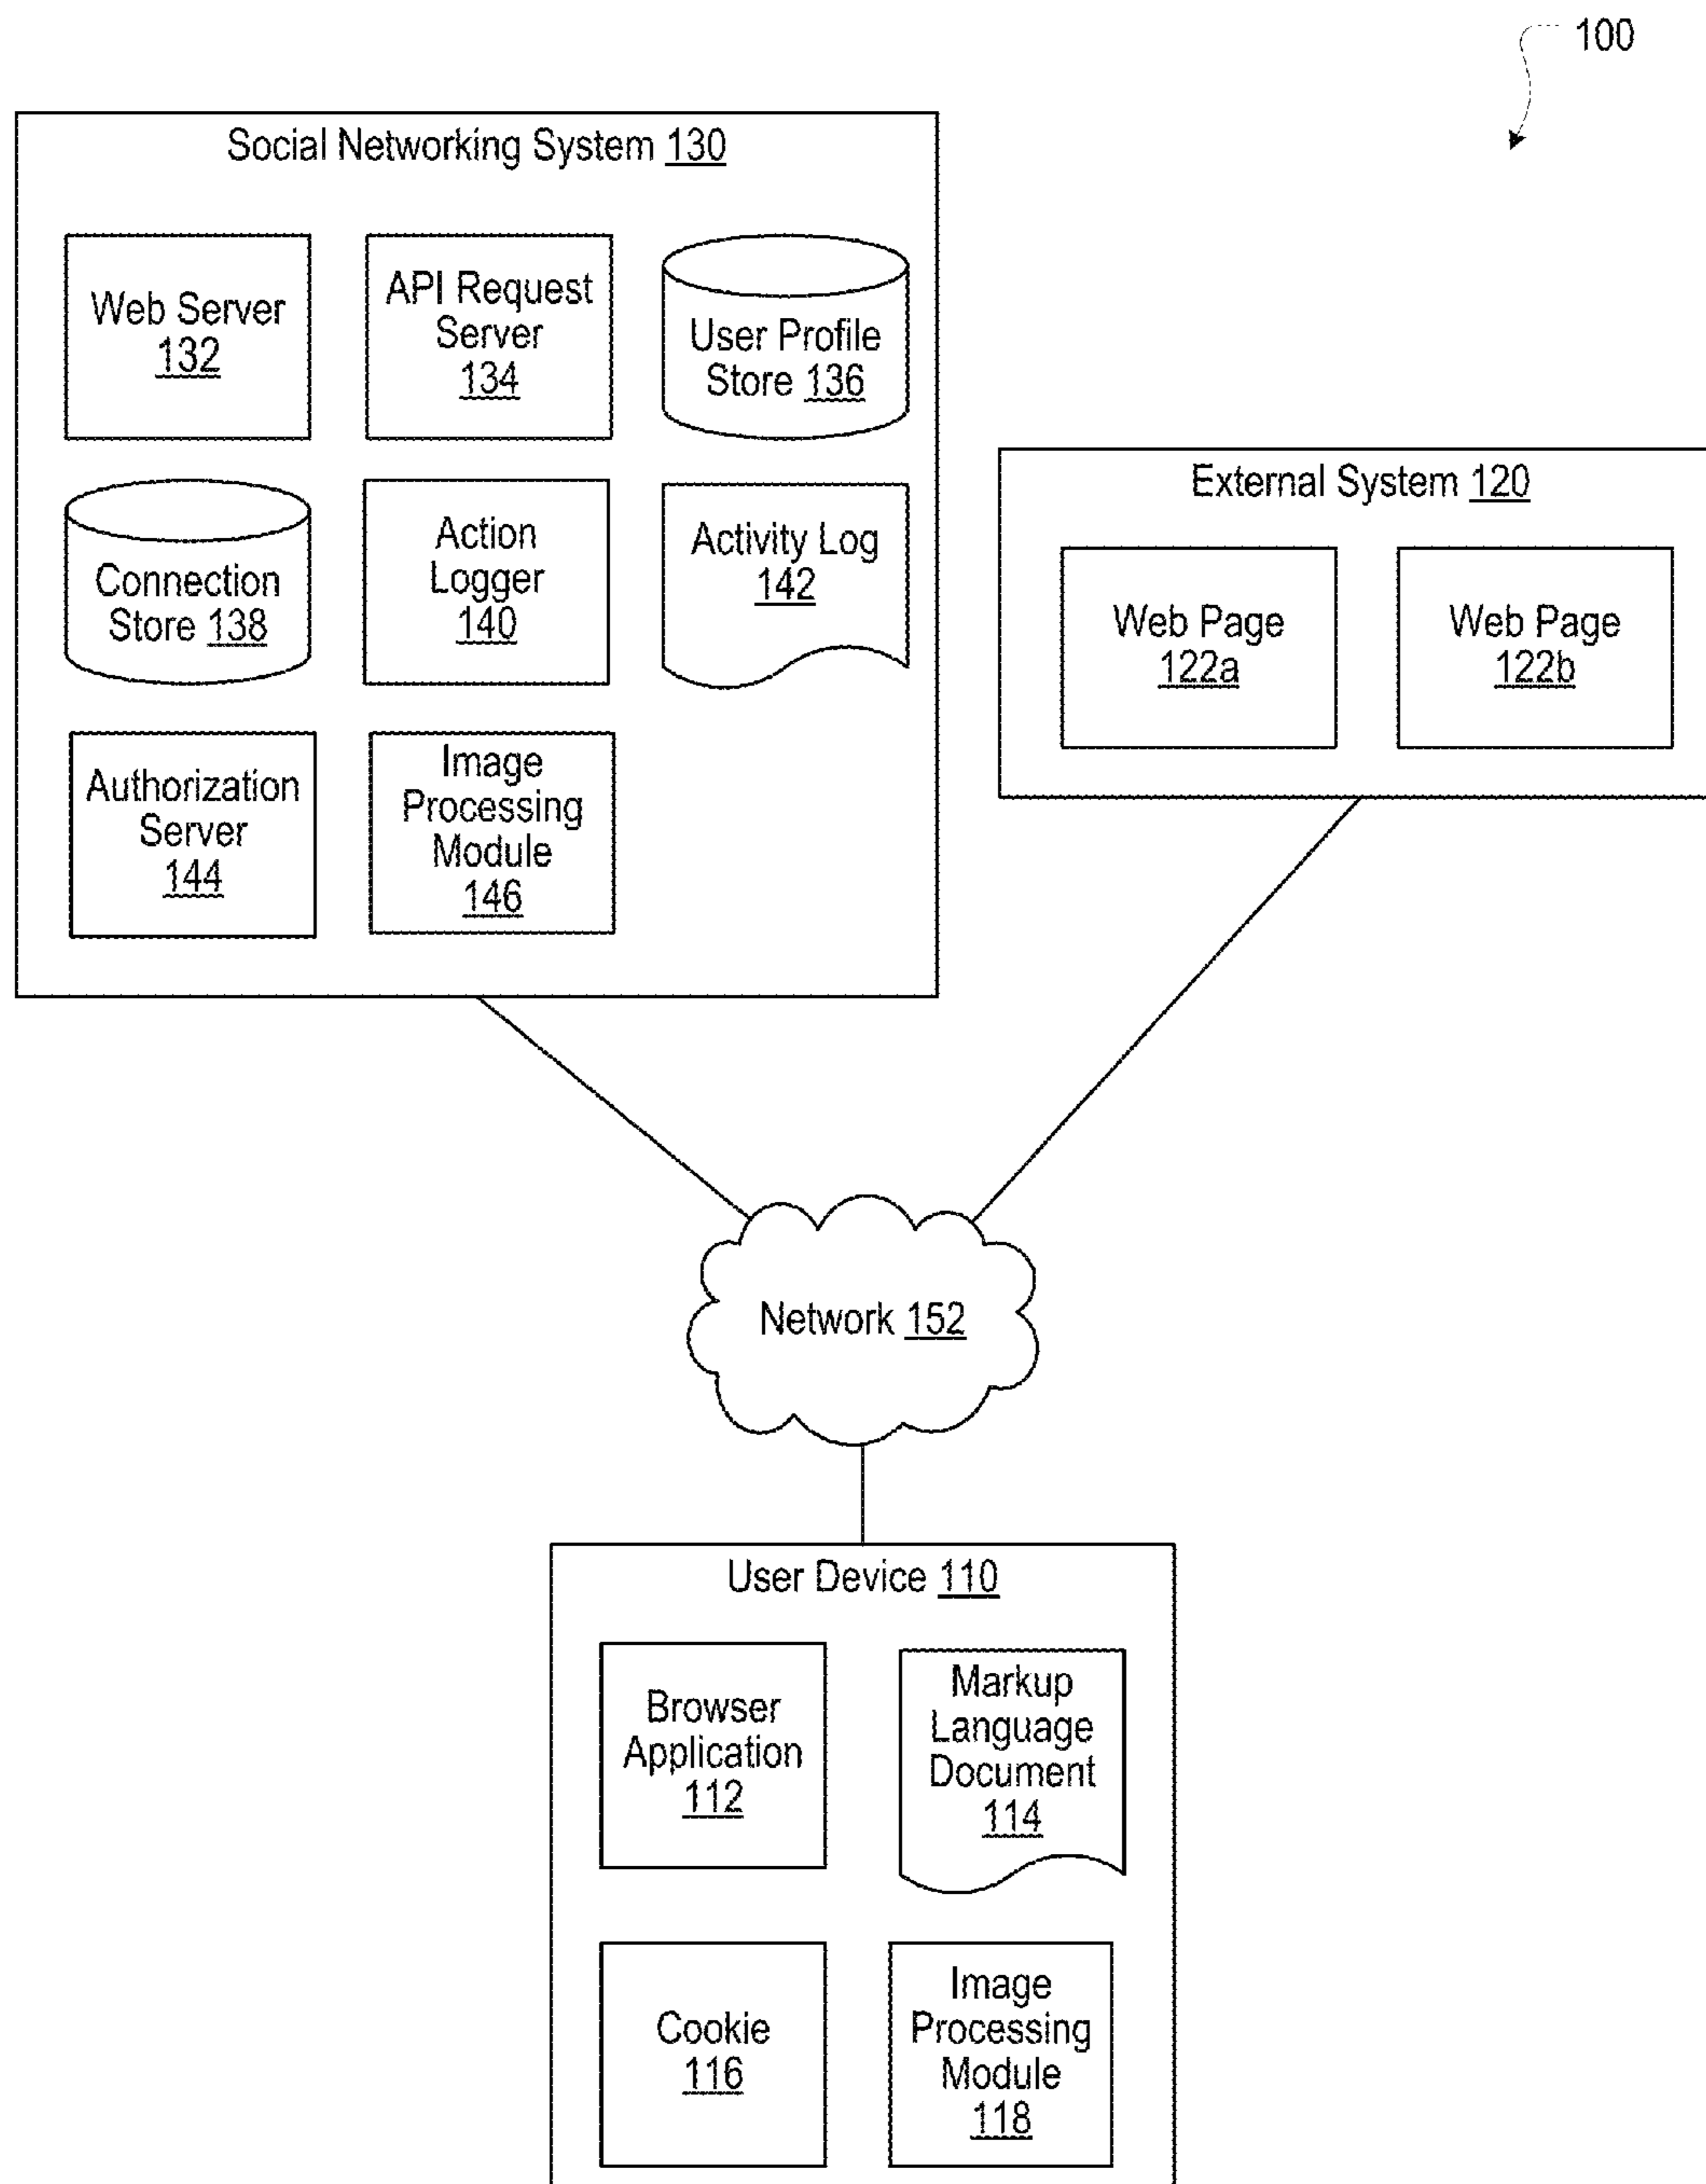 100
Social Networking System 130
Web Server
132
API Request
Server
134
User Profile
Store 136
Connection
Store 138
Action
Logger
140
Activity Log
142
Authorization
Server
144
Image
Processing
Module
146
External System 120
Web Page
122a
Web Page
122b
Network 152
User Device 110
Browser
Application
112
Markup
Language
Document
114
Cookie
116
Image
Processing
Module
118